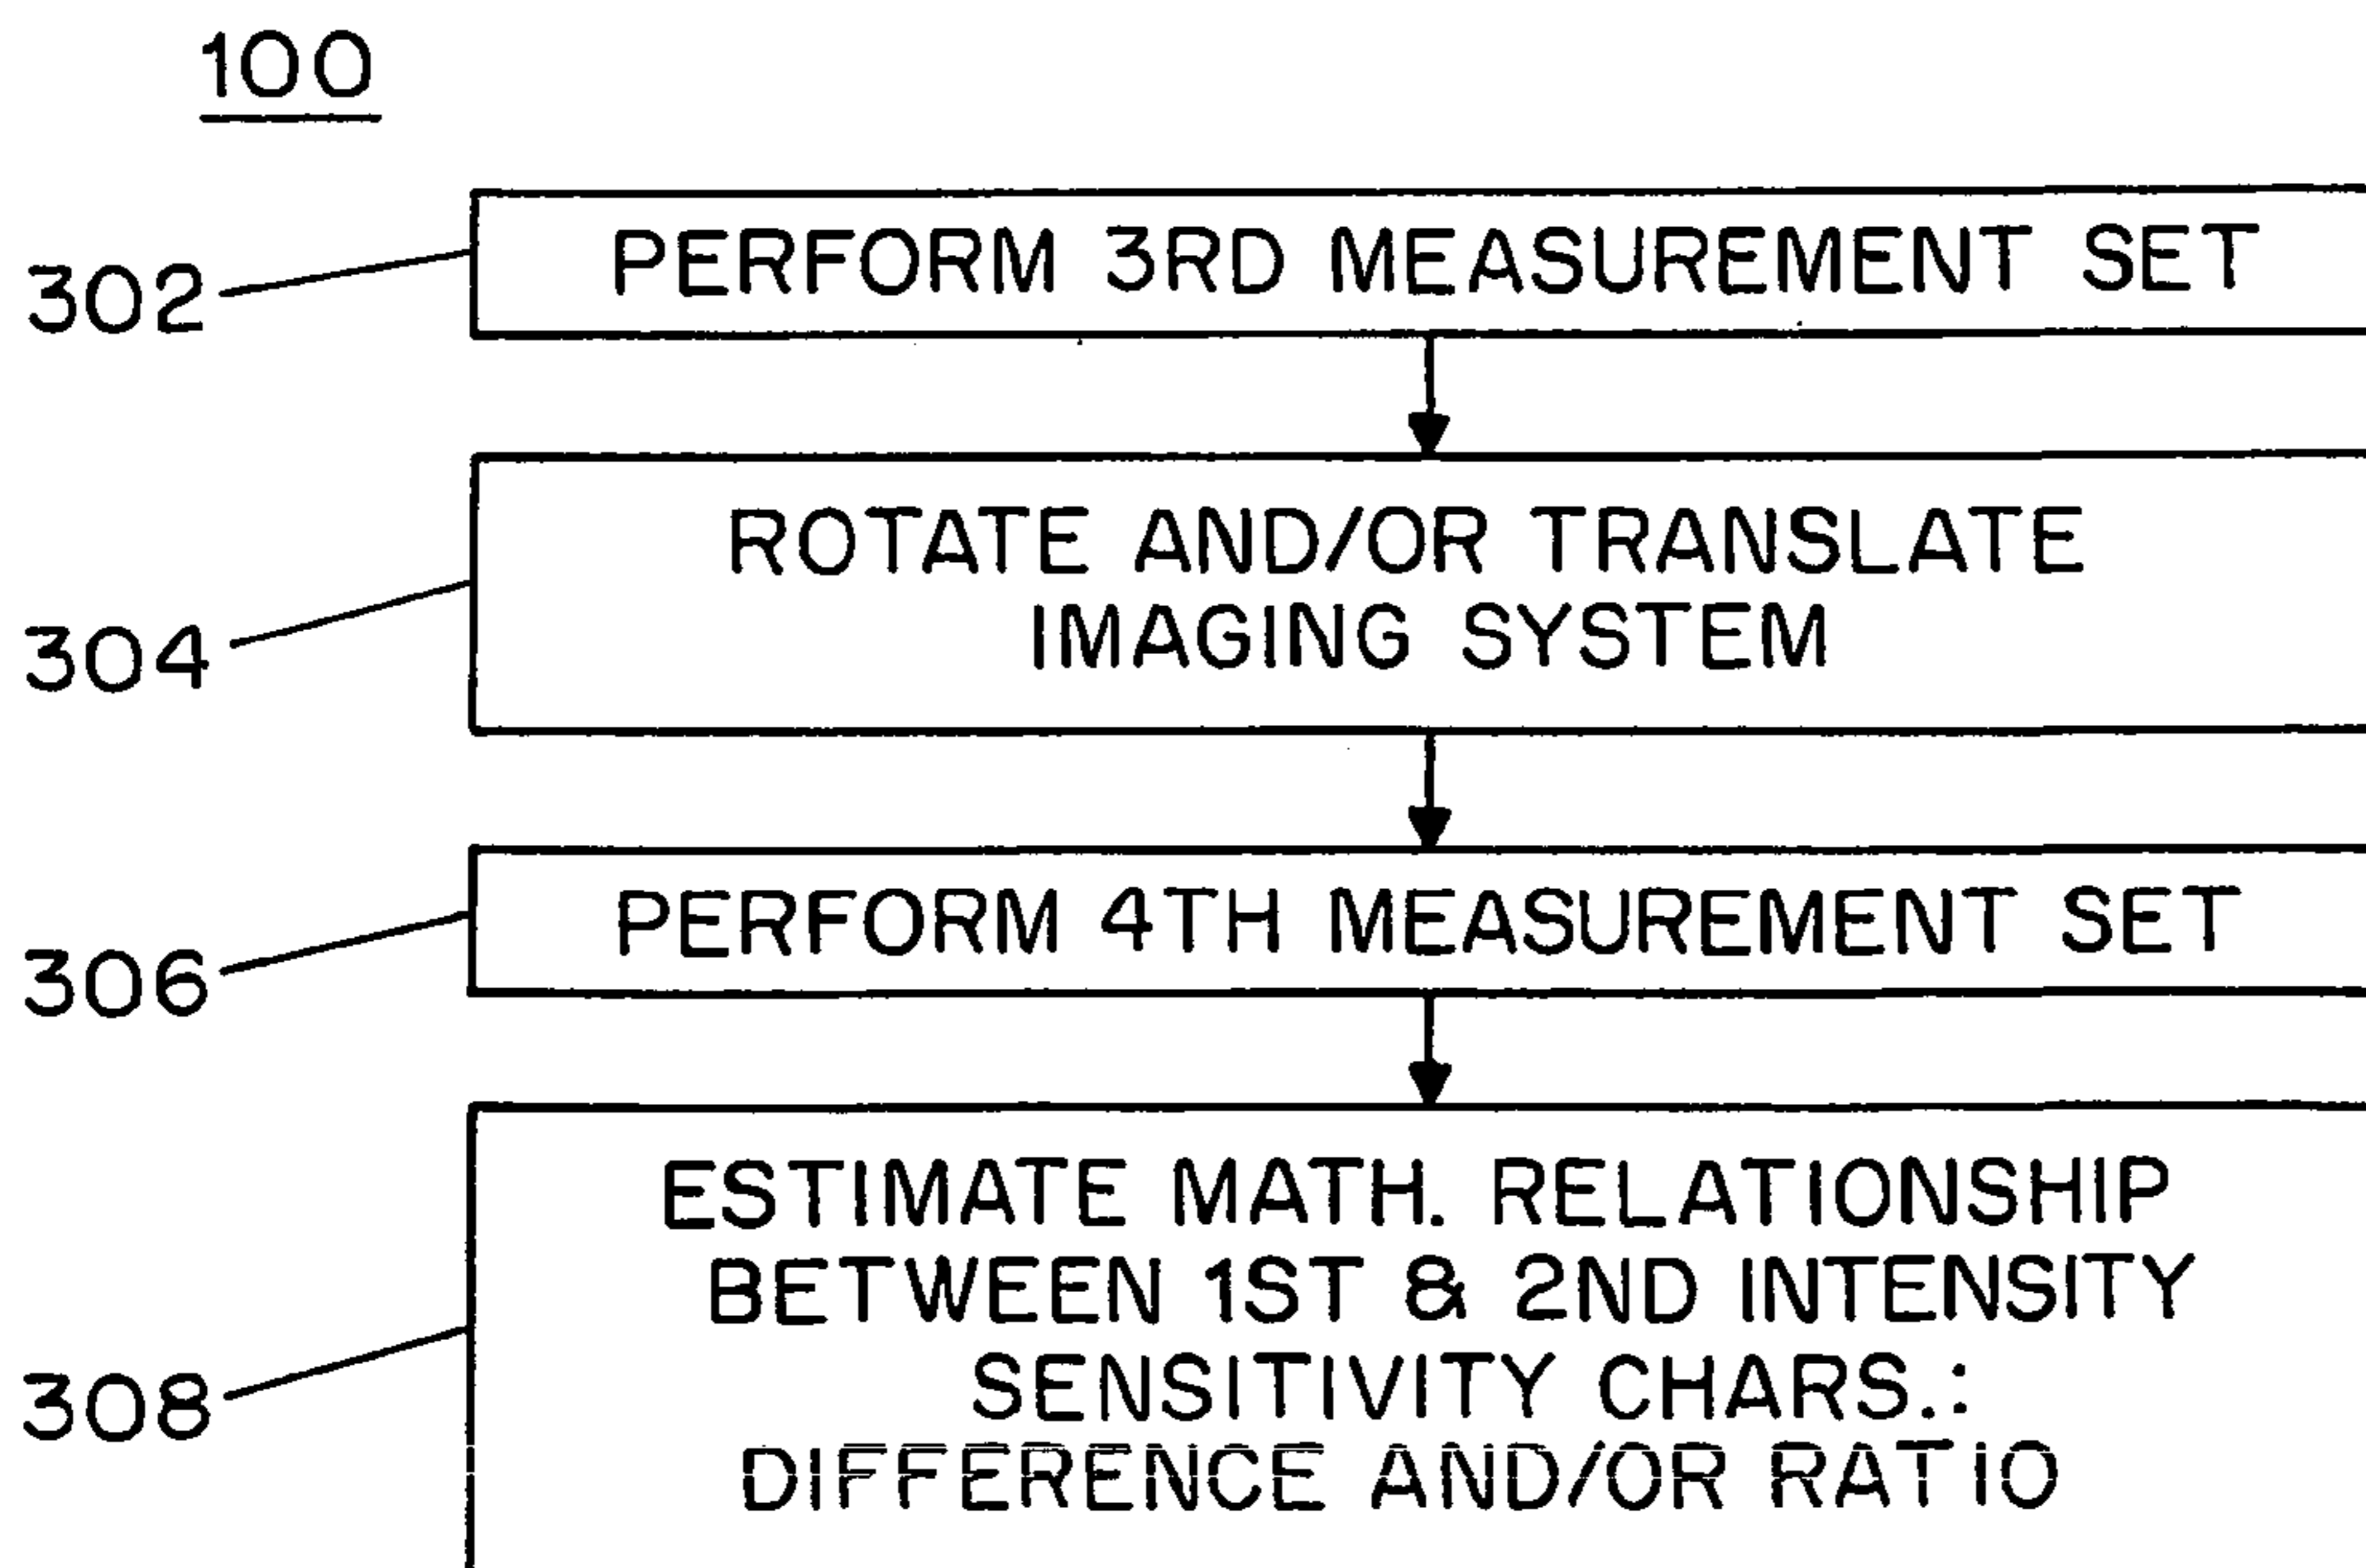 100
302
PERFORM 3RD MEASUREMENT SET
304
ROTATE AND/OR TRANSLATE
IMAGING SYSTEM
306
PERFORM 4TH MEASUREMENT SET
308
ESTIMATE MATH. RELATIONSHIP
BETWEEN 1ST & 2ND INTENSITY
SENSITIVITY CHARS.:
DIFFERENCE AND/OR RATIO